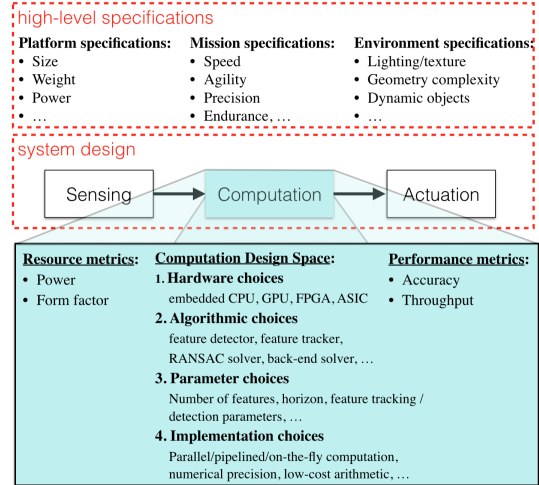 high-level specifications
Platform specifications:
• Size
• Weight
• Power
• …
Mission specifications:
• Speed
• Agility
• Precision
• Endurance, …
Environment specifications:
• Lighting/texture
• Geometry complexity
• Dynamic objects
• …
system design
Sensing
Computation
Actuation
Resource metrics:
• Power
• Form factor
Computation Design Space:
1. Hardware choices
embedded CPU, GPU, FPGA, ASIC
2. Algorithmic choices
feature detector, feature tracker,
RANSAC solver, back-end solver, …
3. Parameter choices
Number of features, horizon, feature tracking /
detection parameters, …
4. Implementation choices
Parallel/pipelined/on-the-fly computation,
numerical precision, low-cost arithmetic, …
Performance metrics:
• Accuracy
• Throughput